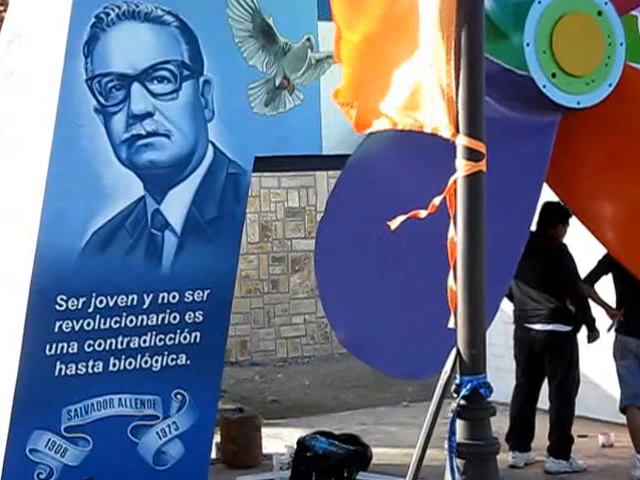 Ser joven y no ser
revolucionario es
una contradicción
hasta biológica.
SALVADOR ALLENDE
1908
1973